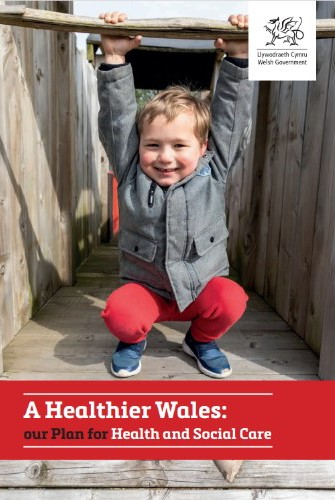 Llywodraeth Cymru
Welsh Government
A Healthier Wales:
our Plan for Health and Social Care